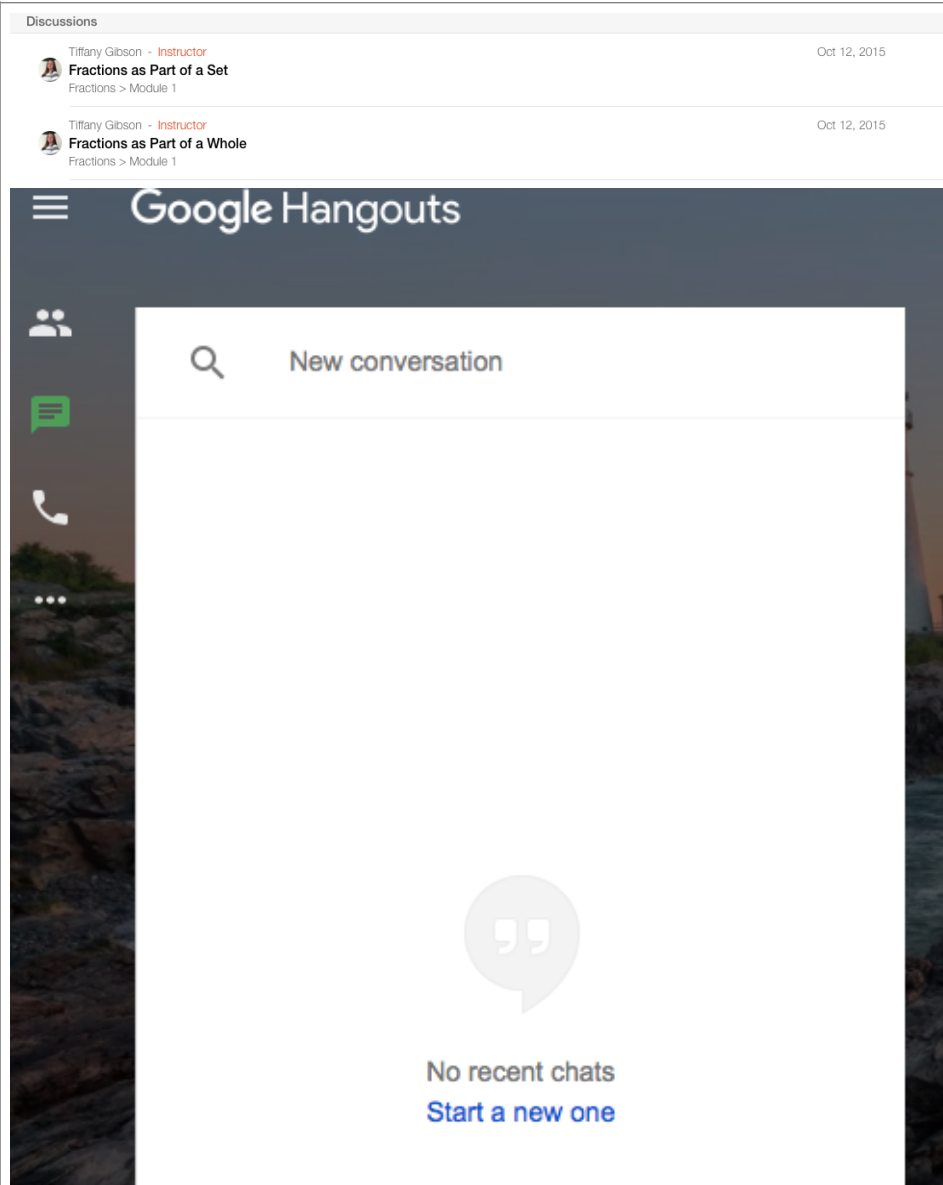 Discussions
Tiffany Gibson - Instructor
Oct 12, 2015
Fractions as Part of a Set
Fractions > Module 1
Tiffany Gibson - Instructor
Oct 12, 2015
Fractions as Part of a Whole
Fractions > Module 1
Google Hangouts
New conversation
No recent chats
Start a new one